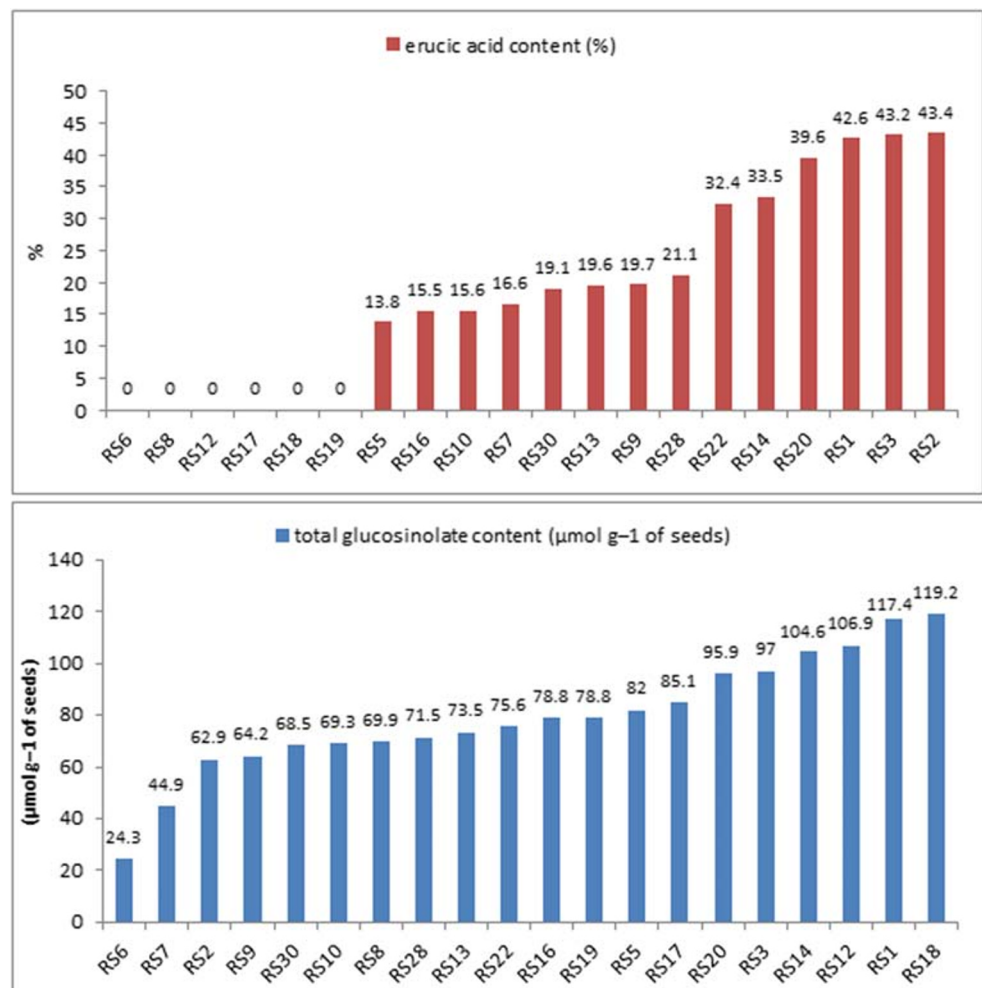 erucic acid content (%)
50
45
40
35
30
25
20
15
10
5
0
%
0 0 0 0 0 0 13.8 15.5 15.6 16.6 19.1 19.6 19.7 21.1 32.4 33.5 39.6 42.6 43.2 43.4
RS6 RS8 RS12 RS17 RS18 RS19 RS5 RS16 RS10 RS7 RS30 RS13 RS9 RS28 RS22 RS14 RS20 RS1 RS3 RS2
total glucosinolate content (µmol g–1 of seeds)
140
120
100
80
60
40
20
0
(µmolg–1 of seeds)
24.3 44.9 62.9 64.2 68.5 69.3 69.9 71.5 73.5 75.6 78.8 78.8 82 85.1 95.9 97 104.6 106.9 117.4 119.2
RS6 RS7 RS2 RS9 RS30 RS10 RS8 RS28 RS13 RS22 RS16 RS19 RS5 RS17 RS20 RS3 RS14 RS12 RS1 RS18